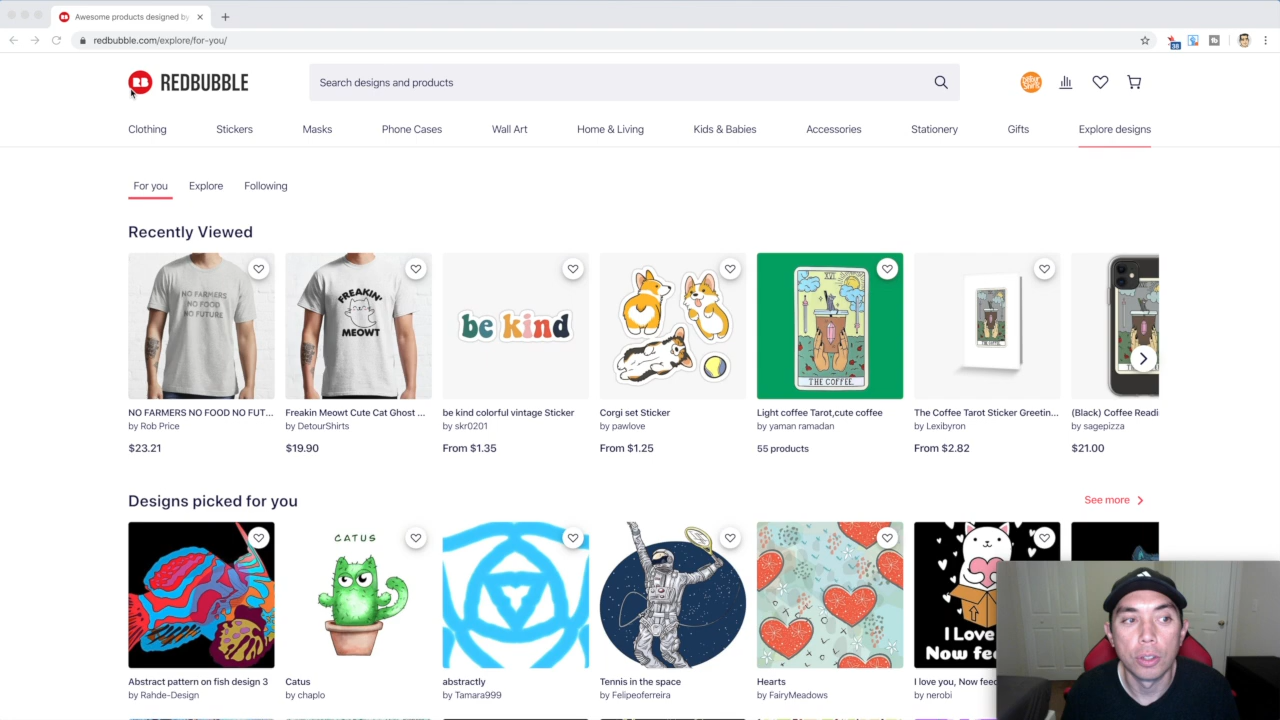 Awesome products designed by
redbubble.com/explore/for-you/
38
RB REDBUBBLE
Search designs and products
Detour Shirts
Clothing Stickers Masks Phone Cases Wall Art Home & Living Kids & Babies Accessories Stationery Gifts Explore designs
For you Explore Following
Recently Viewed
NO FARMERS
NO FOOD
NO FUTURE
FREAKIN'
MEOWT
be kind
THE COFFEE.
NO FARMERS NO FOOD NO FUT... Freakin Meowt Cute Cat Ghost ... be kind colorful vintage Sticker Corgi set Sticker Light coffee Tarot,cute coffee The Coffee Tarot Sticker Greetin... (Black) Coffee Readi
by Rob Price by DetourShirts by skr0201 by pawlove by yaman ramadan by Lexibyron by sagepizza
$23.21 $19.90 From $1.35 From $1.25 55 products From $2.82 $21.00
Designs picked for you See more
CATUS
I Love
Now fee
Abstract pattern on fish design 3 Catus abstractly Tennis in the space Hearts I love you, Now feed
by Rahde-Design by chaplo by Tamara999 by Felipeoferreira by FairyMeadows by nerobi